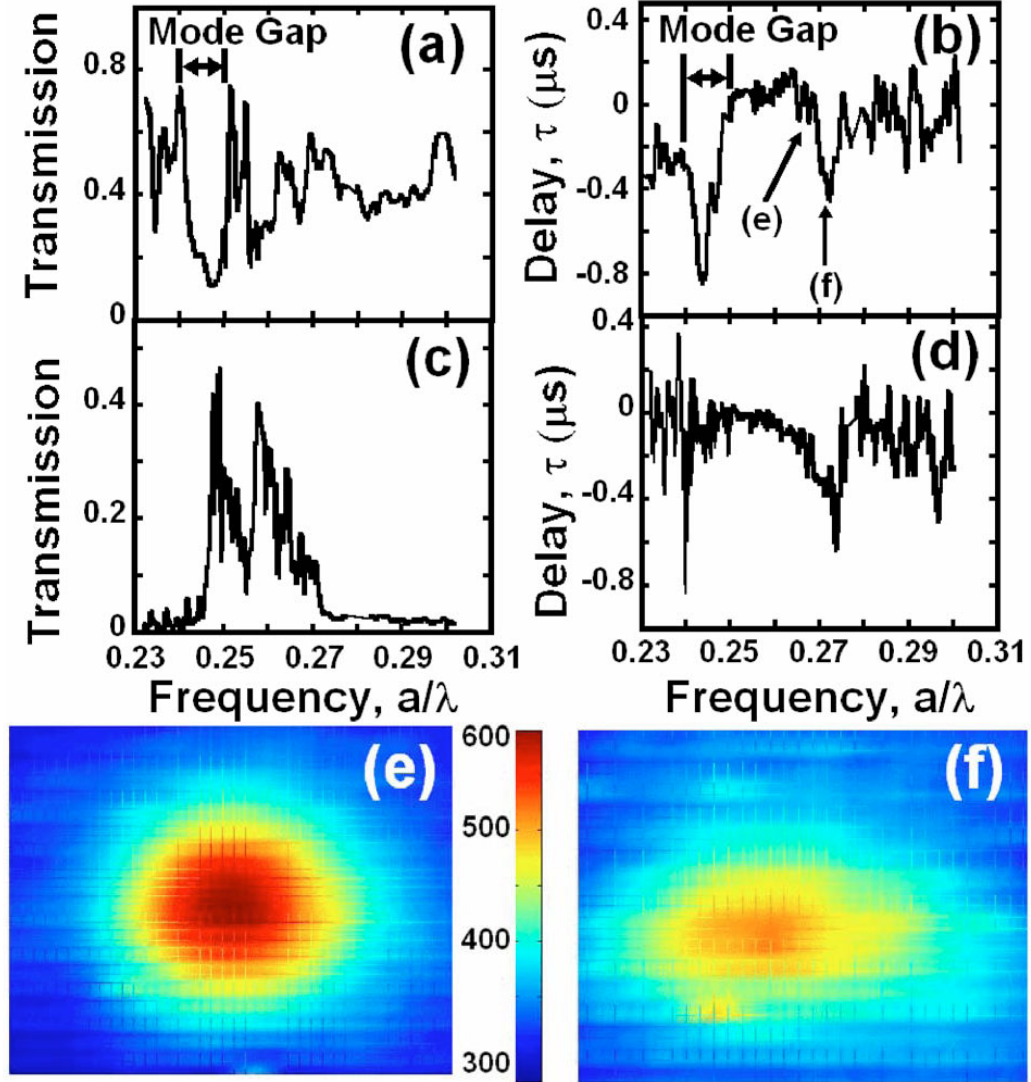 Mode Gap
(a)
Transmission
0.8
0.4
0
Mode Gap
(b)
Delay, τ (μs)
0.4
0
-0.4
-0.8
(e)
(f)
(c)
Transmission
0.4
0.2
0
0.23 0.25 0.27 0.29 0.31
Frequency, a/λ
(d)
Delay, τ (μs)
0.4
0
-0.4
-0.8
0.23 0.25 0.27 0.29 0.31
Frequency, a/λ
(e)
600
500
400
300
(f)